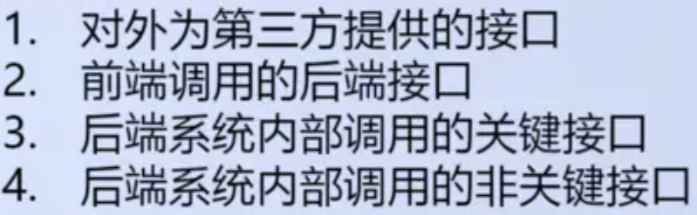 1. 对外为第三方提供的接口
2. 前端调用的后端接口
3. 后端系统内部调用的关键接口
4. 后端系统内部调用的非关键接口